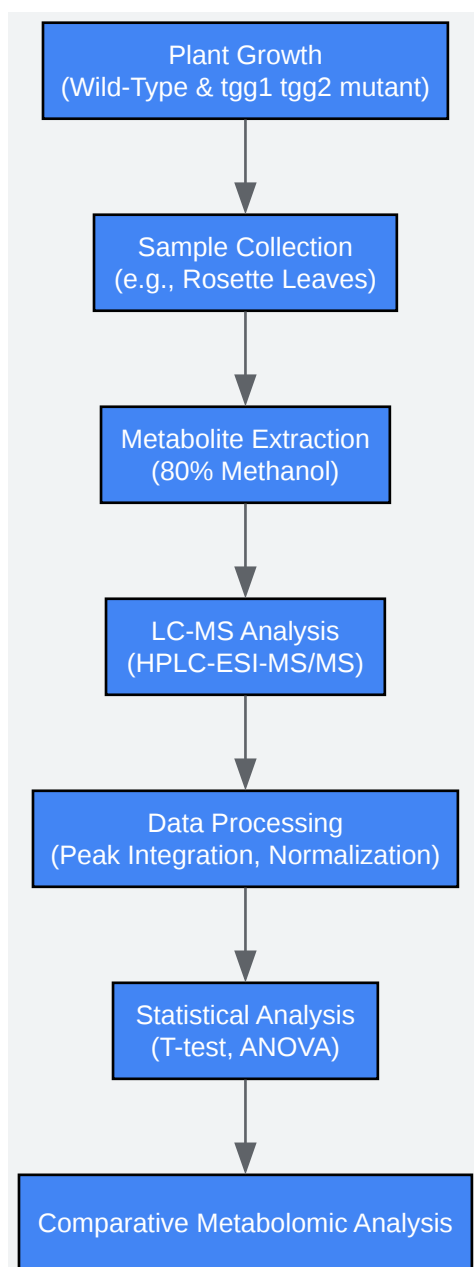 Plant Growth
(Wild-Type & tgg1 tgg2 mutant)
Sample Collection
(e.g., Rosette Leaves)
Metabolite Extraction
(80% Methanol)
LC-MS Analysis
(HPLC-ESI-MS/MS)
Data Processing
(Peak Integration, Normalization)
Statistical Analysis
(T-test, ANOVA)
Comparative Metabolomic Analysis